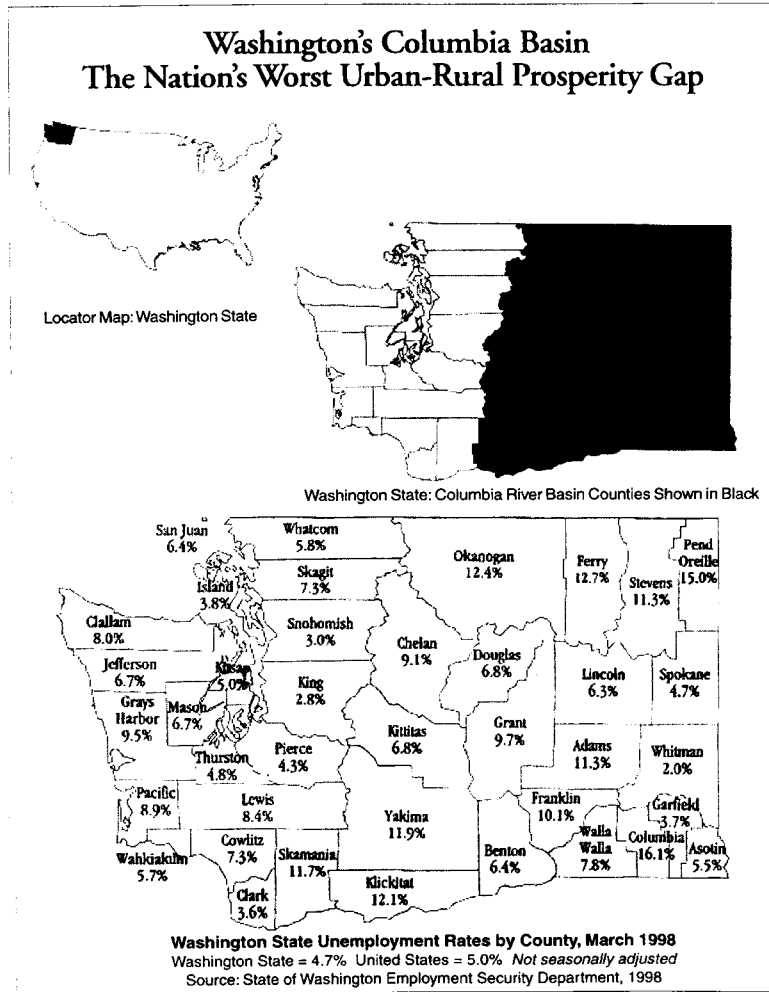 Washington's Columbia Basin
The Nation's Worst Urban-Rural Prosperity Gap
Locator Map: Washington State
Washington State: Columbia River Basin Counties Shown in Black
San Juan
6.4%
Whatcom
5.8%
Okanogan
12.4%
Ferry
12.7%
Stevens
11.3%
Pend
Oreille
15.0%
Island
3.8%
Skagit
7.3%
Clallam
8.0%
Snohomish
3.0%
Chelan
9.1%
Douglas
6.8%
Jefferson
6.7%
Kitsap
5.0%
King
2.8%
Lincoln
6.3%
Spokane
4.7%
Grays
Harbor
9.5%
Mason
6.7%
Kittitas
6.8%
Grant
9.7%
Thurston
4.8%
Pierce
4.3%
Adams
11.3%
Whitman
2.0%
Pacific
8.9%
Lewis
8.4%
Yakima
11.9%
Franklin
10.1%
Garfield
3.7%
Wahkiakum
5.7%
Cowlitz
7.3%
Skamania
11.7%
Benton
6.4%
Walla
Walla
7.8%
Columbia
16.1%
Asotin
5.5%
Clark
3.6%
Klickitat
12.1%
Washington State Unemployment Rates by County, March 1998
Washington State = 4.7% United States = 5.0% Not seasonally adjusted
Source: State of Washington Employment Security Department, 1998